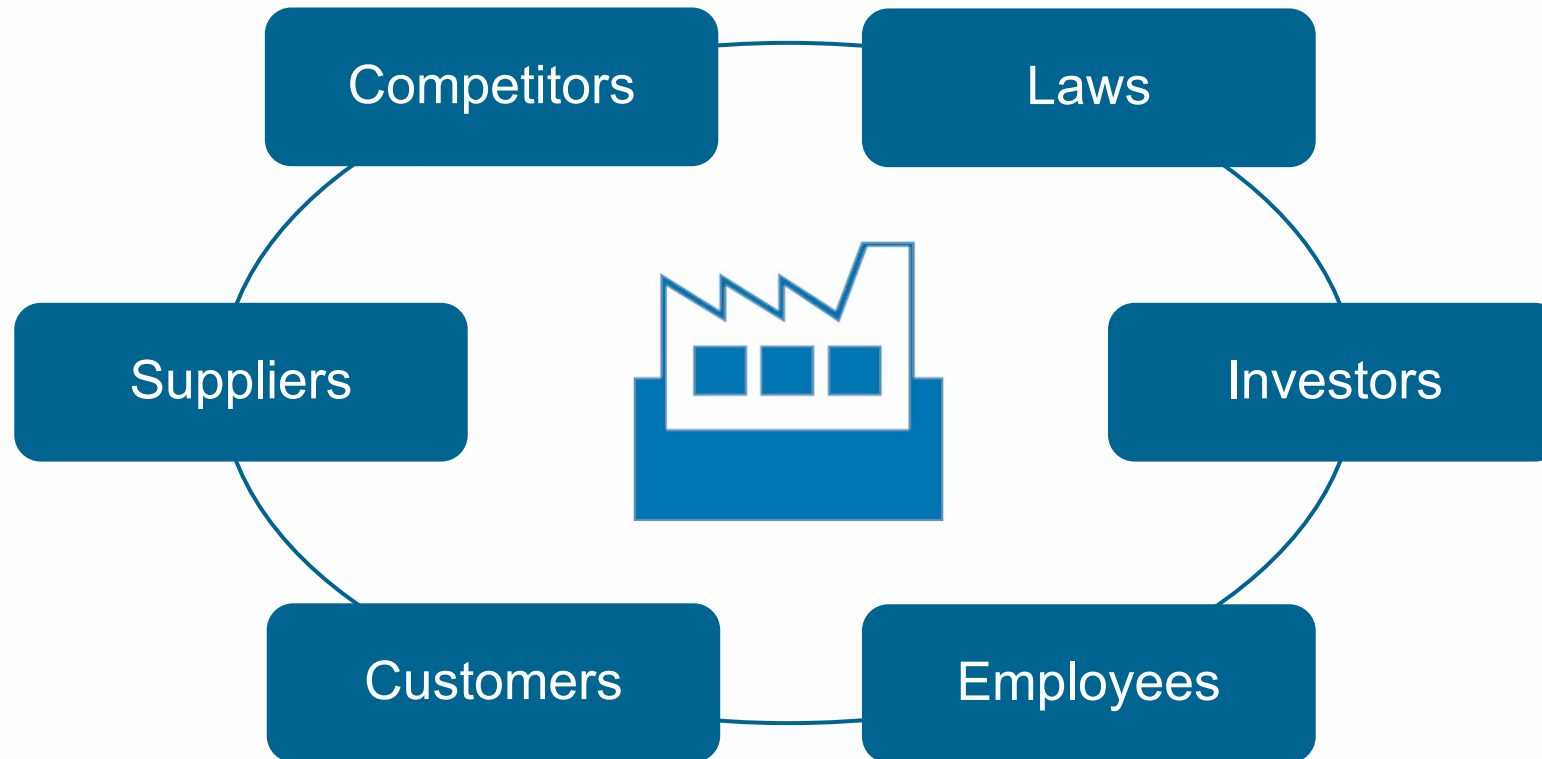 Competitors
Laws
Suppliers
Investors
Customers
Employees